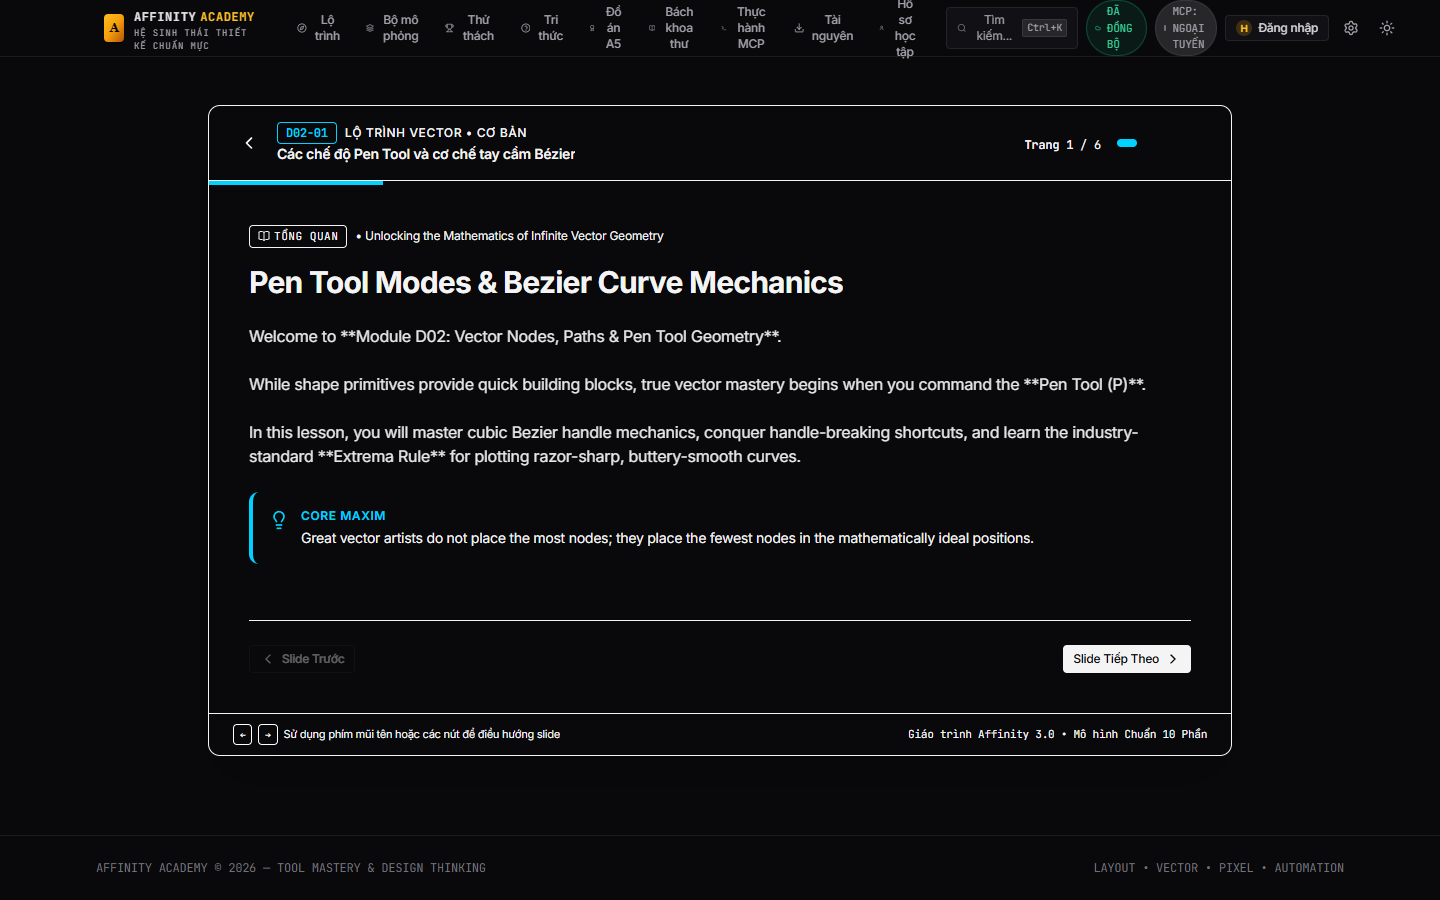 A
AFFINITY ACADEMY
HỆ SINH THÁI THIẾT
KẾ CHUẨN MỰC
Lộ
trình
Bộ mô
phỏng
Thử
thách
Tri
thức
Đồ
án
A5
Bách
khoa
thư
Thực
hành
MCP
Tài
nguyên
Hồ
sơ
học
tập
Tìm
kiếm...
Ctrl+K
ĐÃ
ĐỒNG
BỘ
MCP:
NGOẠI
TUYẾN
H Đăng nhập
D02-01 LỘ TRÌNH VECTOR • CƠ BẢN
Các chế độ Pen Tool và cơ chế tay cầm Bézier
Trang 1 / 6
TỔNG QUAN • Unlocking the Mathematics of Infinite Vector Geometry
Pen Tool Modes & Bezier Curve Mechanics
Welcome to **Module D02: Vector Nodes, Paths & Pen Tool Geometry**.
While shape primitives provide quick building blocks, true vector mastery begins when you command the **Pen Tool (P)**.
In this lesson, you will master cubic Bezier handle mechanics, conquer handle-breaking shortcuts, and learn the industry-
standard **Extrema Rule** for plotting razor-sharp, buttery-smooth curves.
CORE MAXIM
Great vector artists do not place the most nodes; they place the fewest nodes in the mathematically ideal positions.
Slide Trước
Slide Tiếp Theo
← → Sử dụng phím mũi tên hoặc các nút để điều hướng slide
Giáo trình Affinity 3.0 • Mô hình Chuẩn 10 Phần
AFFINITY ACADEMY © 2026 — TOOL MASTERY & DESIGN THINKING
LAYOUT • VECTOR • PIXEL • AUTOMATION